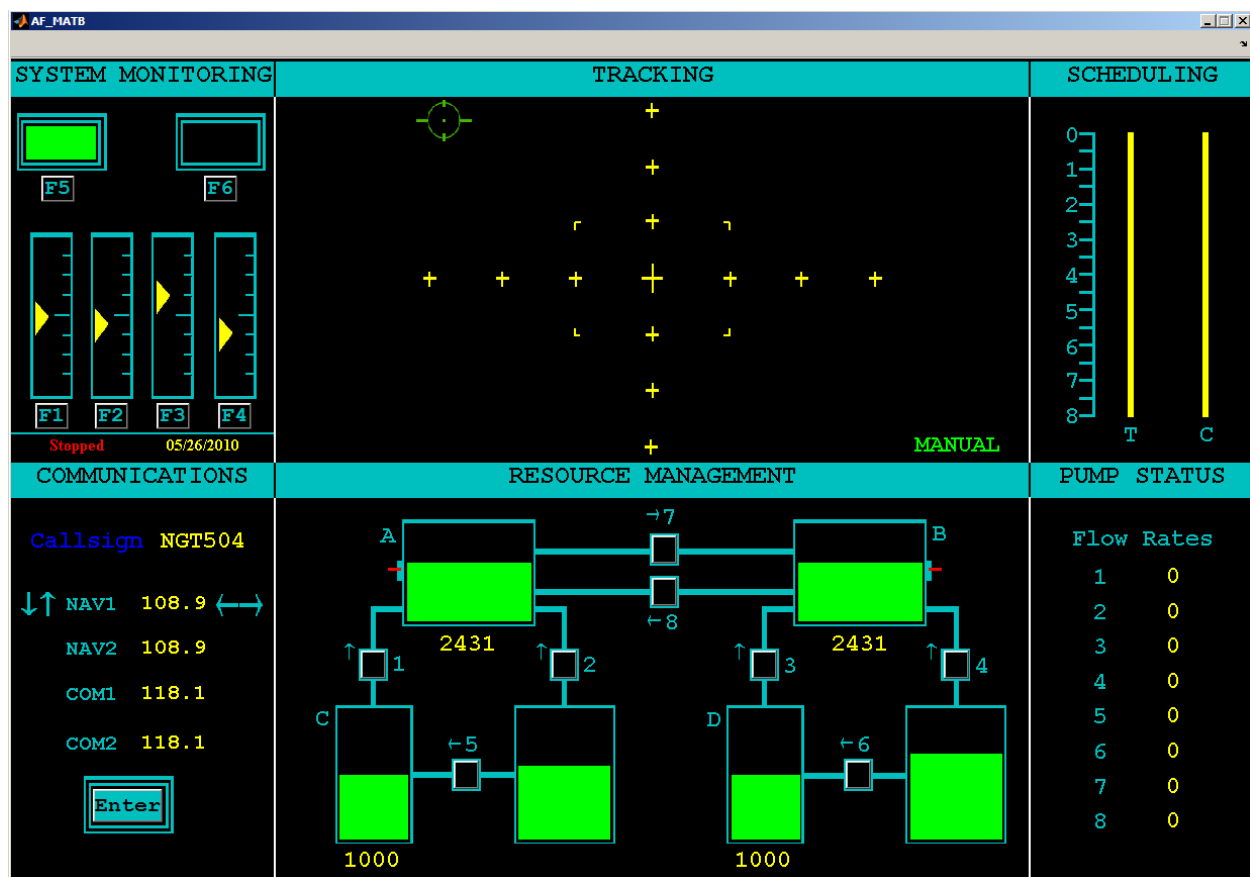 AF_MATB
SYSTEM MONITORING
F5 F6
F1 F2 F3 F4
Stopped 05/26/2010
TRACKING
MANUAL
SCHEDULING
0
1
2
3
4
5
6
7
8
T C
COMMUNICATIONS
Callsign NGT504
↓↑ NAV1 108.9 ←→
NAV2 108.9
COM1 118.1
COM2 118.1
Enter
RESOURCE MANAGEMENT
→7
A B
←8
2431 2431
↑ 1 ↑ 2 ↑ 3 ↑ 4
C D
←5 ←6
1000 1000
PUMP STATUS
Flow Rates
1 0
2 0
3 0
4 0
5 0
6 0
7 0
8 0